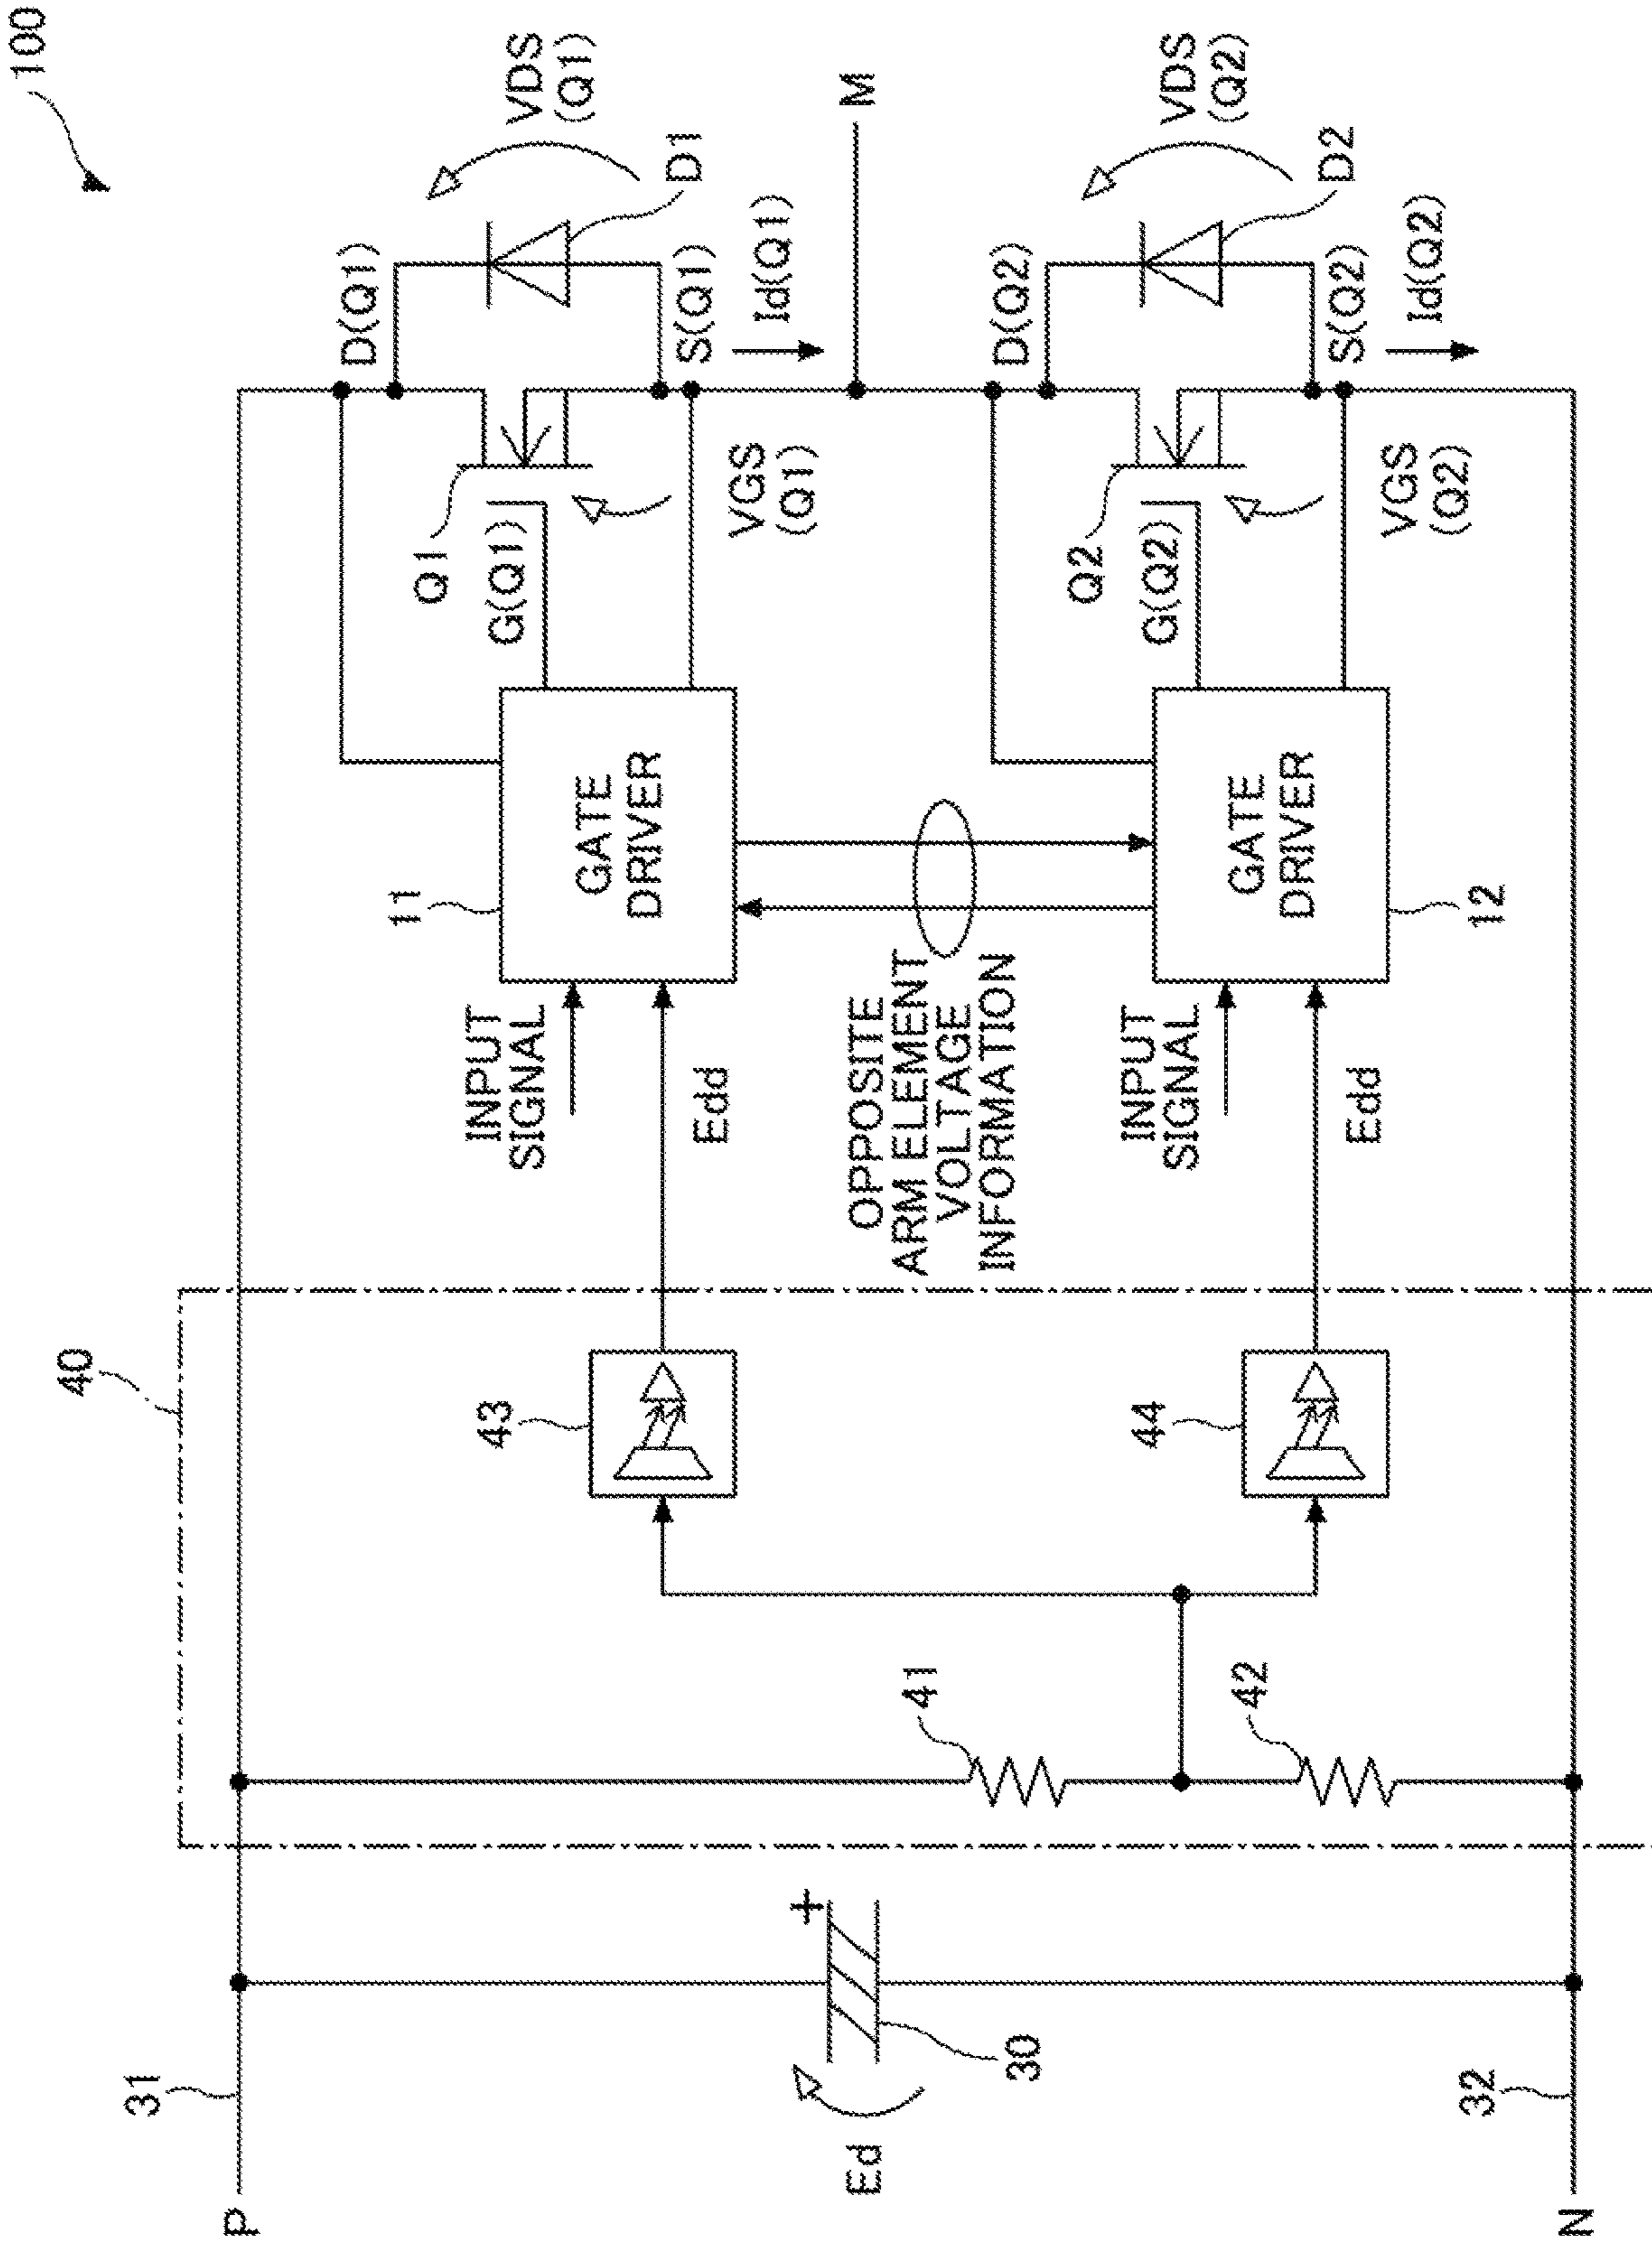 100
40
31
P
D(Q1)
VDS
(Q1)
D1
Q1
G(Q1)
S(Q1)
Id(Q1)
VGS
(Q1)
11
GATE
DRIVER
INPUT
SIGNAL
Edd
43
M
OPPOSITE
ARM ELEMENT
VOLTAGE
INFORMATION
41
+
Ed
30
D(Q2)
VDS
(Q2)
D2
Q2
G(Q2)
S(Q2)
Id(Q2)
VGS
(Q2)
GATE
DRIVER
12
INPUT
SIGNAL
Edd
44
42
32
N